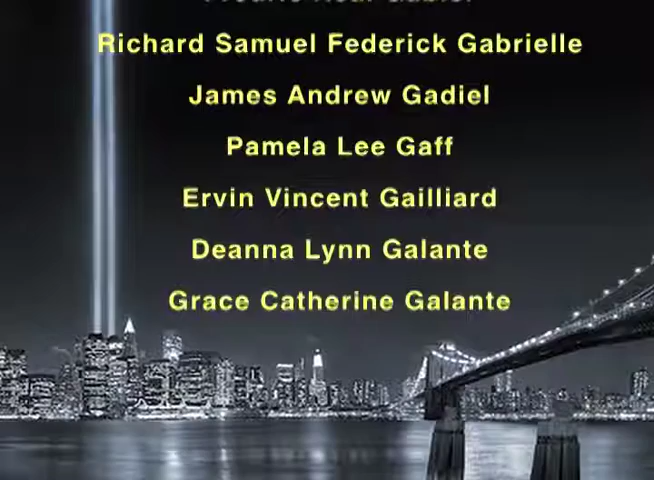 Richard Samuel Federick Gabrielle
James Andrew Gadiel
Pamela Lee Gaff
Ervin Vincent Gailliard
Deanna Lynn Galante
Grace Catherine Galante